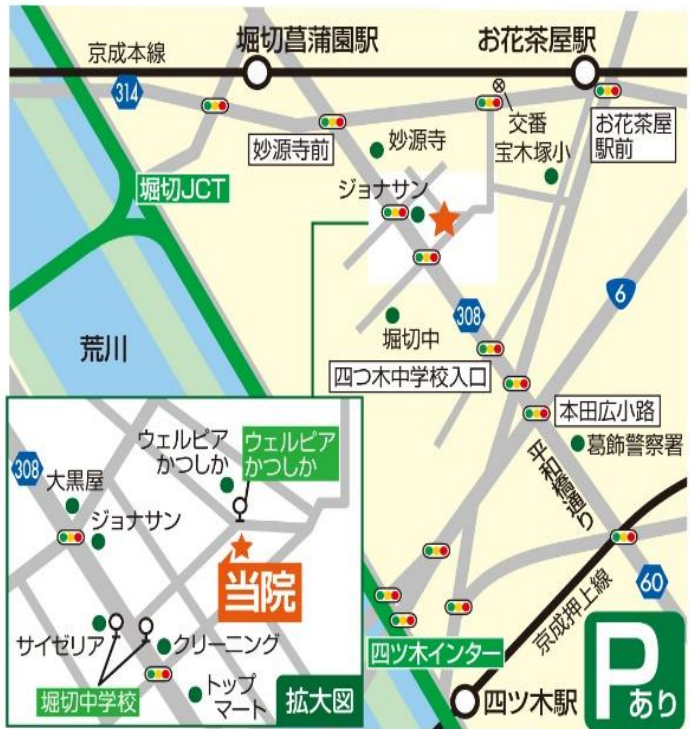 堀切菖蒲園駅
お花茶屋駅
京成本線
314
交番
お花茶屋
駅前
妙源寺前
妙源寺
宝木塚小
堀切JCT
ジョナサン
6
308
堀切中
荒川
四つ木中学校入口
本田広小路
葛飾警察署
平和橋通り
60
京成押上線
四ツ木インター
四ツ木駅
P
あり
ウェルピア
かつしか
ウェルピア
かつしか
308
大黒屋
ジョナサン
当院
サイゼリア
クリーニング
堀切中学校
トップ
マート
拡大図